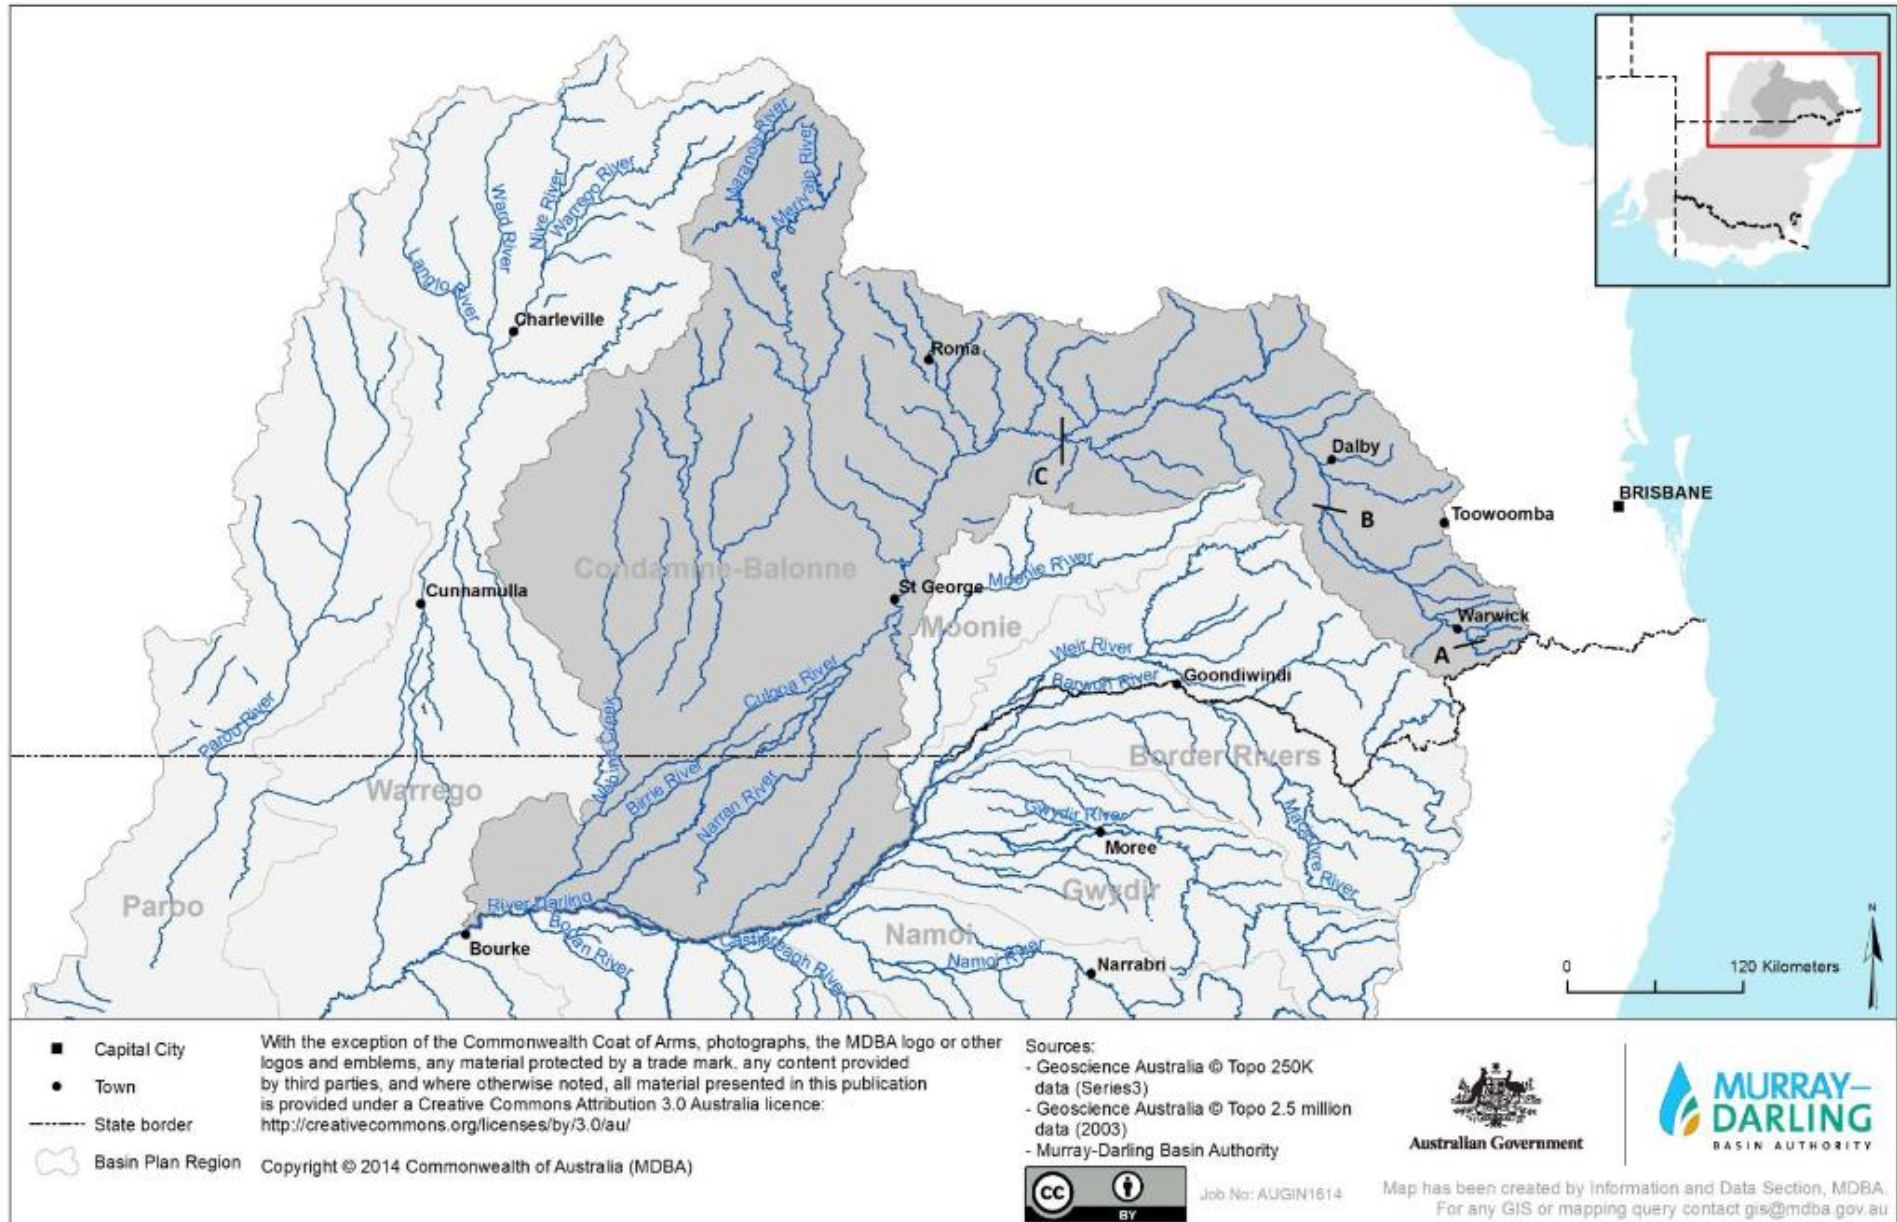 Maranoa River
Merivale River
Warrego River
Nive River
Ward River
Langlo River
Charleville
Roma
Dalby
C
BRISBANE
B
Toowoomba
Condamine-Balonne
Moonie River
St George
Cunnamulla
Moonie
Warwick
A
Weir River
Goondiwindi
Barwon River
Culgoa River
Paroo River
Nebine Creek
Border Rivers
Birrie River
Warrego
Narran River
Gwydir River
Moree
Macintyre River
Gwydir
Paroo
River Darling
Bourke
Bogan River
Castlereagh River
Namoi
Namoi River
Narrabri
N
0 120 Kilometers
Capital City
Town
State border
Basin Plan Region
With the exception of the Commonwealth Coat of Arms, photographs, the MDBA logo or other
logos and emblems, any material protected by a trade mark, any content provided
by third parties, and where otherwise noted, all material presented in this publication
is provided under a Creative Commons Attribution 3.0 Australia licence:
http://creativecommons.org/licenses/by/3.0/au/
Copyright © 2014 Commonwealth of Australia (MDBA)
Sources:
- Geoscience Australia © Topo 250K
data (Series3)
- Geoscience Australia © Topo 2.5 million
data (2003)
- Murray-Darling Basin Authority
cc
BY
Job No: AUGIN1614
Australian Government
MURRAY–
DARLING
BASIN AUTHORITY
Map has been created by Information and Data Section, MDBA.
For any GIS or mapping query contact gis@mdba.gov.au